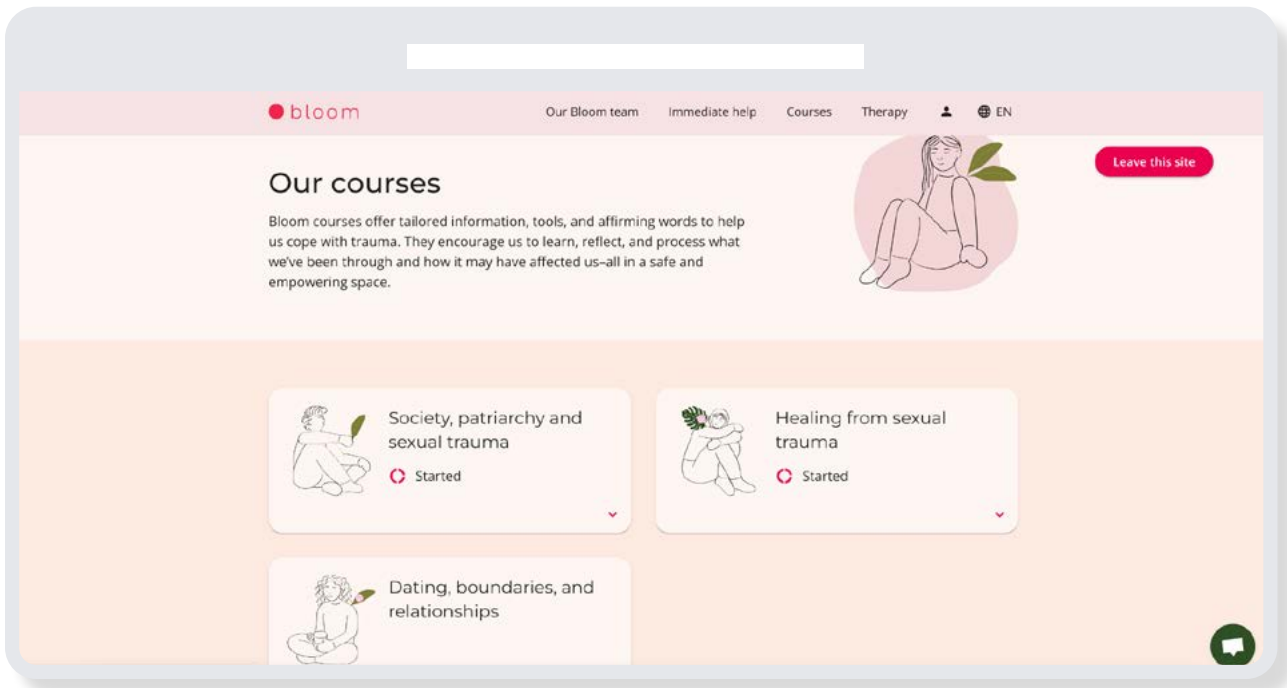 bloom
Our Bloom team Immediate help Courses Therapy EN
Leave this site
Our courses
Bloom courses offer tailored information, tools, and affirming words to help
us cope with trauma. They encourage us to learn, reflect, and process what
we've been through and how it may have affected us–all in a safe and
empowering space.
Society, patriarchy and
sexual trauma
Started
Healing from sexual
trauma
Started
Dating, boundaries, and
relationships